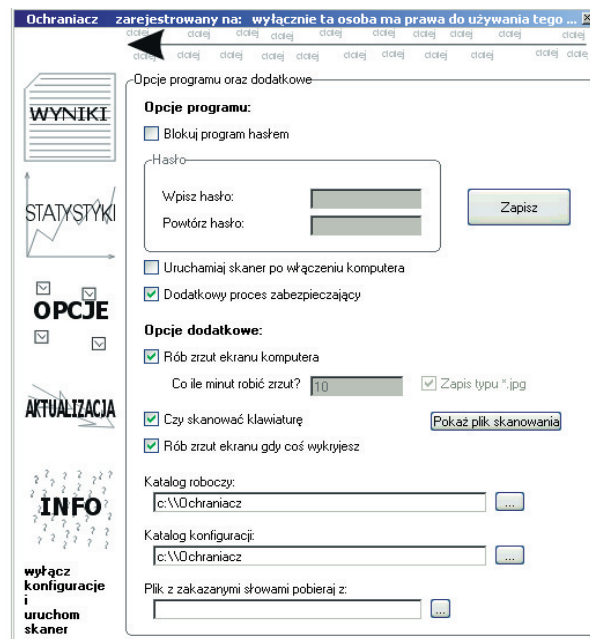 Ochraniacz zarejestrowany na: wyłącznie ta osoba ma prawa do używania tego ...
dalej dalej dalej dalej dalej dalej dalej dalej dalej
dalej dalej dalej dalej dalej dalej dalej dalej dalej dalej
WYNIKI
STATYSTYKI
OPCJE
AKTUALIZACJA
INFO
wyłącz
konfiguracje
i
uruchom
skaner
Opcje programu oraz dodatkowe
Opcje programu:
Blokuj program hasłem
Hasło
Wpisz hasło:
Powtórz hasło:
Zapisz
Uruchamiaj skaner po włączeniu komputera
Dodatkowy proces zabezpieczający
Opcje dodatkowe:
Rób zrzut ekranu komputera
Co ile minut robić zrzut? 10 Zapis typu *.jpg
Czy skanować klawiaturę Pokaż plik skanowania
Rób zrzut ekranu gdy coś wykryjesz
Katalog roboczy:
c:\\Ochraniacz ...
Katalog konfiguracji:
c:\\Ochraniacz ...
Plik z zakazanymi słowami pobieraj z:
...